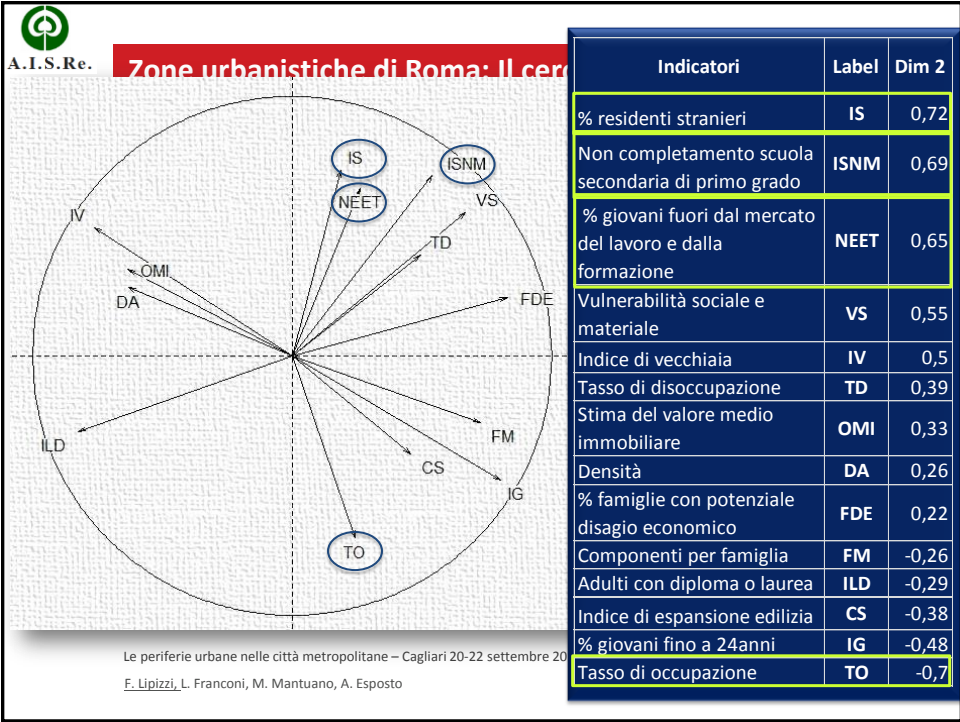 A.I.S.Re.
Zone urbanistiche di Roma: Il cer
IS
ISNM
NEET
VS
IV
TD
OMI
DA
FDE
ILD
FM
CS
IG
TO
Indicatori Label Dim 2
% residenti stranieri IS 0,72
Non completamento scuola
secondaria di primo grado ISNM 0,69
% giovani fuori dal mercato
del lavoro e dalla NEET 0,65
formazione
Vulnerabilità sociale e
materiale VS 0,55
Indice di vecchiaia IV 0,5
Tasso di disoccupazione TD 0,39
Stima del valore medio
immobiliare OMI 0,33
Densità DA 0,26
% famiglie con potenziale
disagio economico FDE 0,22
Componenti per famiglia FM -0,26
Adulti con diploma o laurea ILD -0,29
Indice di espansione edilizia CS -0,38
% giovani fino a 24anni IG -0,48
Tasso di occupazione TO -0,7
Le periferie urbane nelle città metropolitane – Cagliari 20-22 settembre 20
F. Lipizzi, L. Franconi, M. Mantuano, A. Esposto